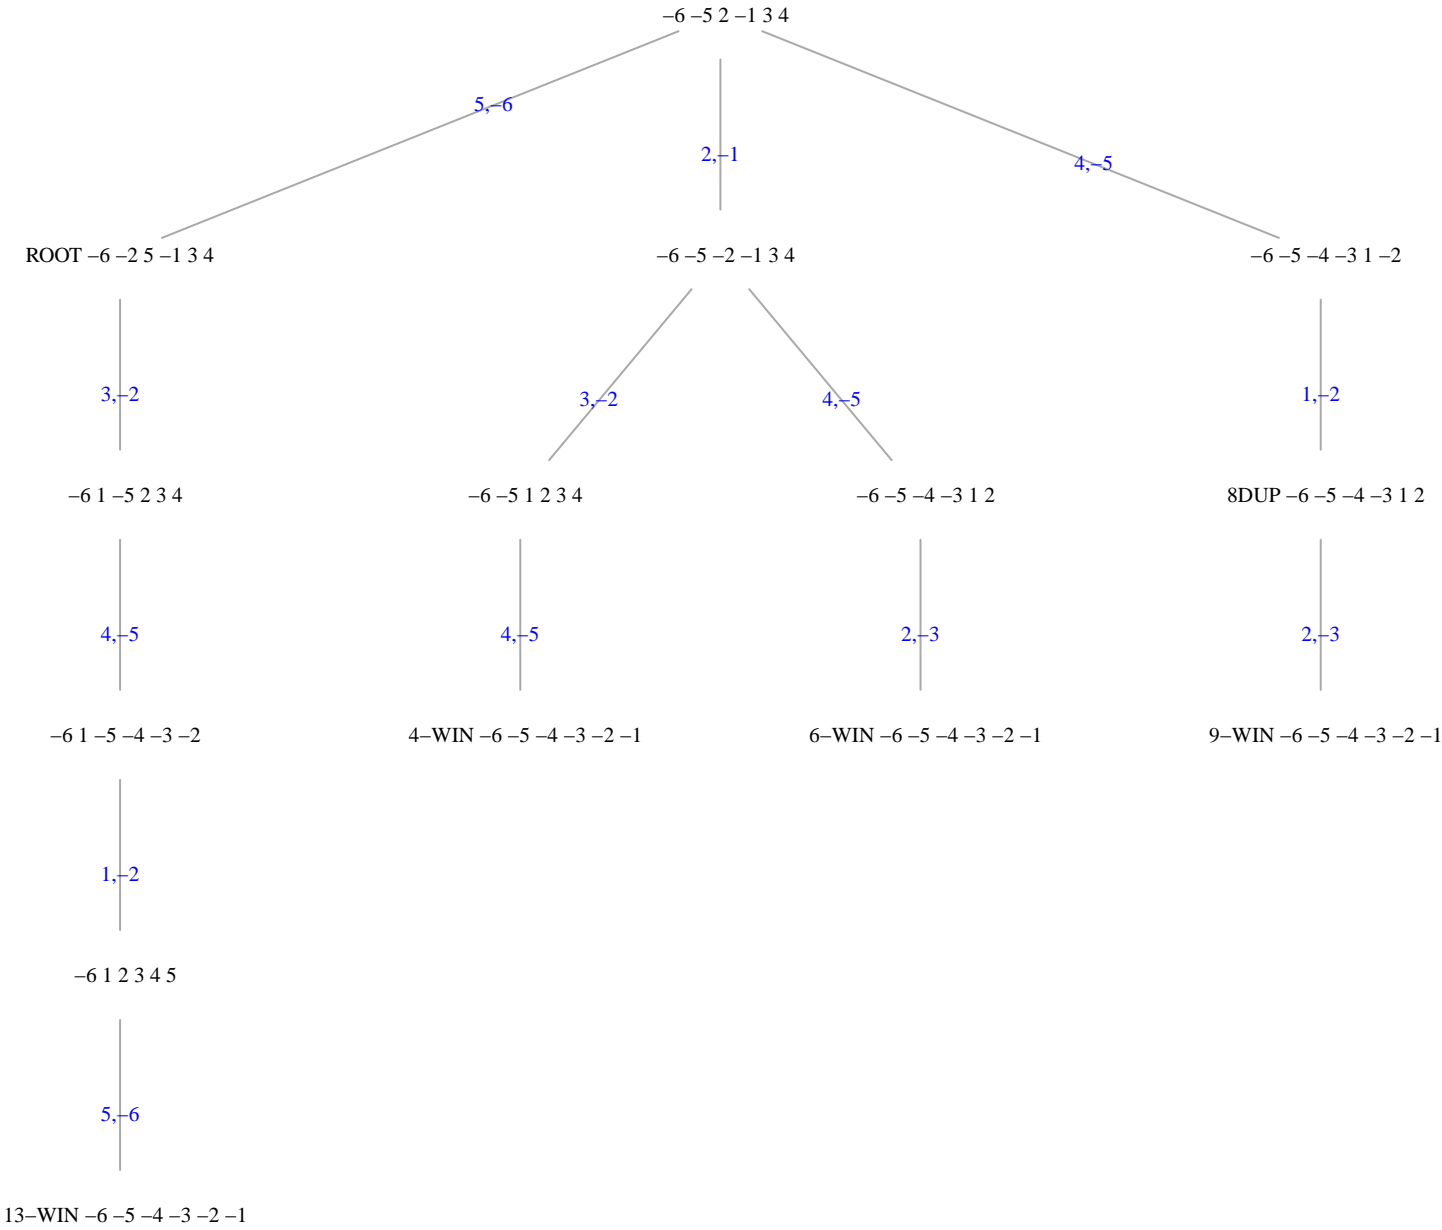 –6 –5 2 –1 3 4
5,–6
2,–1
4,–5
ROOT –6 –2 5 –1 3 4
–6 –5 –2 –1 3 4
–6 –5 –4 –3 1 –2
3,–2
3,–2
4,–5
1,–2
–6 1 –5 2 3 4
–6 –5 1 2 3 4
–6 –5 –4 –3 1 2
8DUP –6 –5 –4 –3 1 2
4,–5
4,–5
2,–3
2,–3
–6 1 –5 –4 –3 –2
4–WIN –6 –5 –4 –3 –2 –1
6–WIN –6 –5 –4 –3 –2 –1
9–WIN –6 –5 –4 –3 –2 –1
1,–2
–6 1 2 3 4 5
5,–6
13–WIN –6 –5 –4 –3 –2 –1